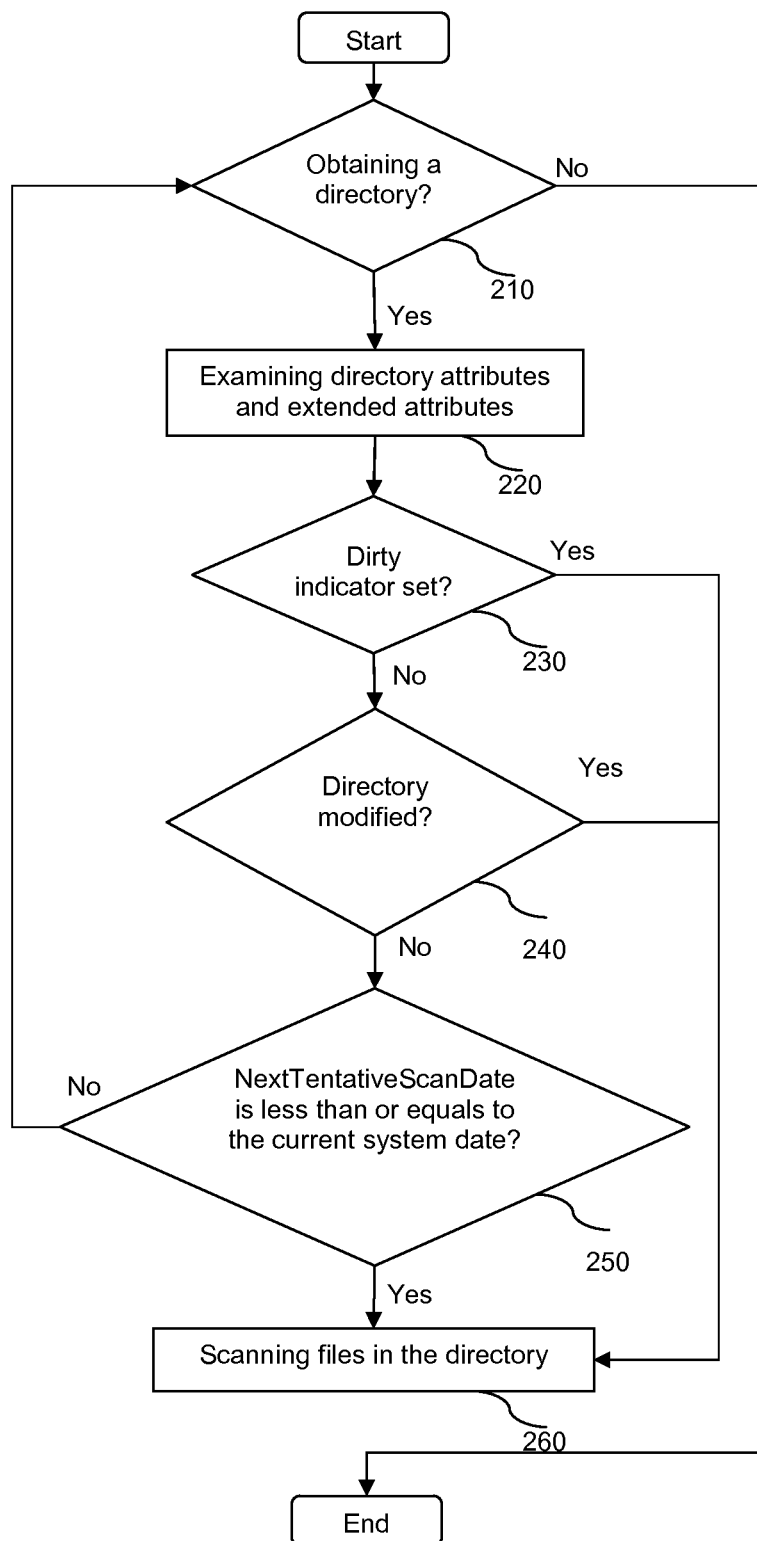 Start
Obtaining a
directory?
No
210
Yes
Examining directory attributes
and extended attributes
220
Dirty
indicator set?
Yes
230
No
Directory
modified?
Yes
240
No
NextTentativeScanDate
is less than or equals to
the current system date?
No
250
Yes
Scanning files in the directory
260
End